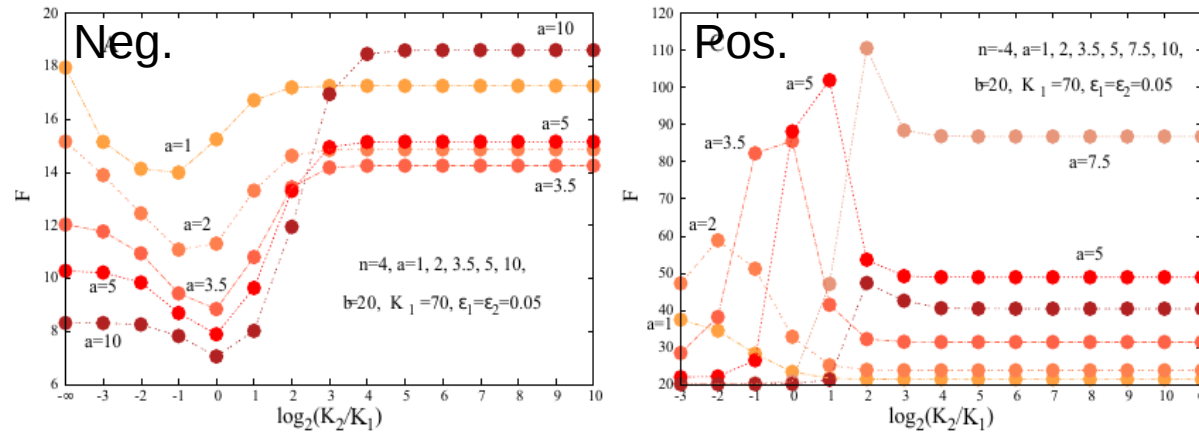 Neg.
a=10
a=1
a=5
a=3.5
a=2
a=3.5
a=5
a=10
n=4, a=1, 2, 3.5, 5, 10,
b=20, K 1 =70, ε1=ε2=0.05
F
20
18
16
14
12
10
8
6
-∞ -3 -2 -1 0 1 2 3 4 5 6 7 8 9 10
log2(K2/K1)
Pos.
n=-4, a=1, 2, 3.5, 5, 7.5, 10,
b=20, K 1 =70, ε1=ε2=0.05
a=5
a=3.5
a=7.5
a=2
a=5
a=1
F
120
110
100
90
80
70
60
50
40
30
20
-3 -2 -1 0 1 2 3 4 5 6 7 8 9
log2(K2/K1)